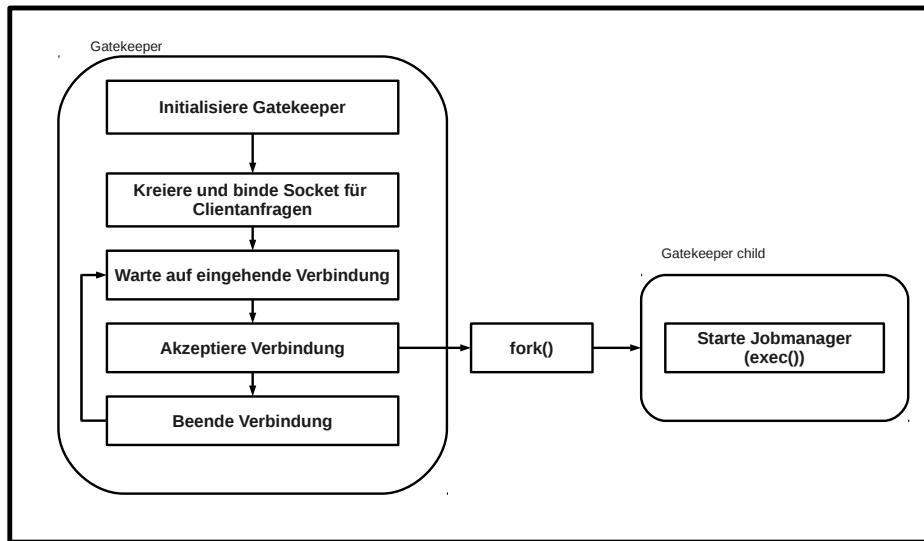 Gatekeeper
Initialisiere Gatekeeper
Kreiere und binde Socket für
Clientanfragen
Warte auf eingehende Verbindung
Akzeptiere Verbindung
Beende Verbindung
fork()
Gatekeeper child
Starte Jobmanager
(exec())